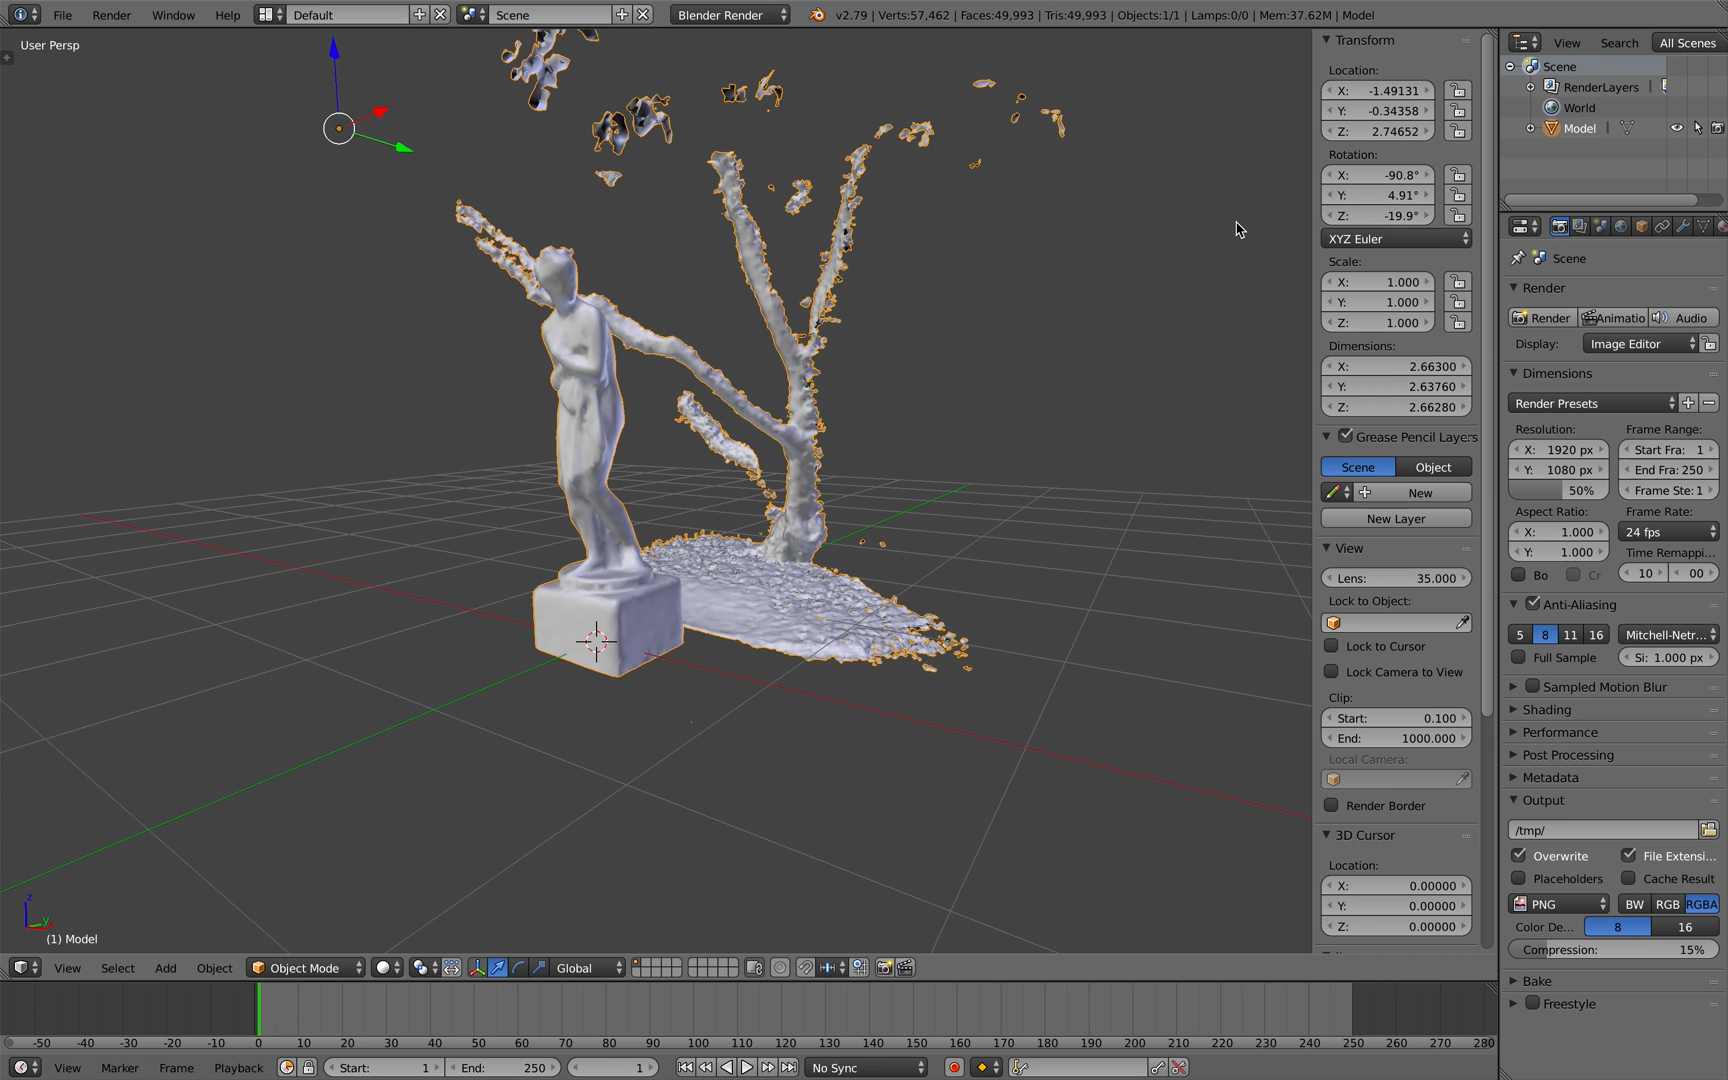 File Render Window Help Default Scene Blender Render v2.79 | Verts:57,462 | Faces:49,993 | Tris:49,993 | Objects:1/1 | Lamps:0/0 | Mem:37.62M | Model
User Persp
(1) Model
z
y
Transform
Location:
X: -1.49131
Y: -0.34358
Z: 2.74652
Rotation:
X: -90.8°
Y: 4.91°
Z: -19.9°
XYZ Euler
Scale:
X: 1.000
Y: 1.000
Z: 1.000
Dimensions:
X: 2.66300
Y: 2.63760
Z: 2.66280
Grease Pencil Layers
Scene Object
New
New Layer
View
Lens: 35.000
Lock to Object:
Lock to Cursor
Lock Camera to View
Clip:
Start: 0.100
End: 1000.000
Local Camera:
Render Border
3D Cursor
Location:
X: 0.00000
Y: 0.00000
Z: 0.00000
View Search All Scenes
Scene
RenderLayers
World
Model
Scene
Render
Render Animatio Audio
Display: Image Editor
Dimensions
Render Presets
Resolution: Frame Range:
X: 1920 px Start Fra: 1
Y: 1080 px End Fra: 250
50% Frame Ste: 1
Aspect Ratio: Frame Rate:
X: 1.000 24 fps
Y: 1.000 Time Remappi...
Bo Cr 10 00
Anti-Aliasing
5 8 11 16 Mitchell-Netr...
Full Sample Si: 1.000 px
Sampled Motion Blur
Shading
Performance
Post Processing
Metadata
Output
/tmp/
Overwrite File Extensi...
Placeholders Cache Result
PNG BW RGB RGBA
Color De... 8 16
Compression: 15%
Bake
Freestyle
View Select Add Object Object Mode Global
-50 -40 -30 -20 -10 0 10 20 30 40 50 60 70 80 90 100 110 120 130 140 150 160 170 180 190 200 210 220 230 240 250 260 270 280
View Marker Frame Playback Start: 1 End: 250 1 No Sync